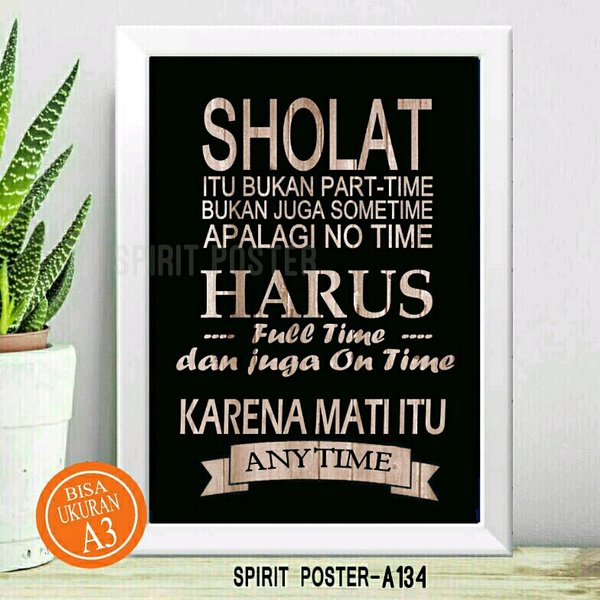 SHOLAT
ITU BUKAN PART-TIME
BUKAN JUGA SOMETIME
APALAGI NO TIME
SPIRIT POSTER
HARUS
---- Full Time ----
dan juga On Time
KARENA MATI ITU
ANYTIME
BISA
UKURAN
A3
SPIRIT POSTER-A134